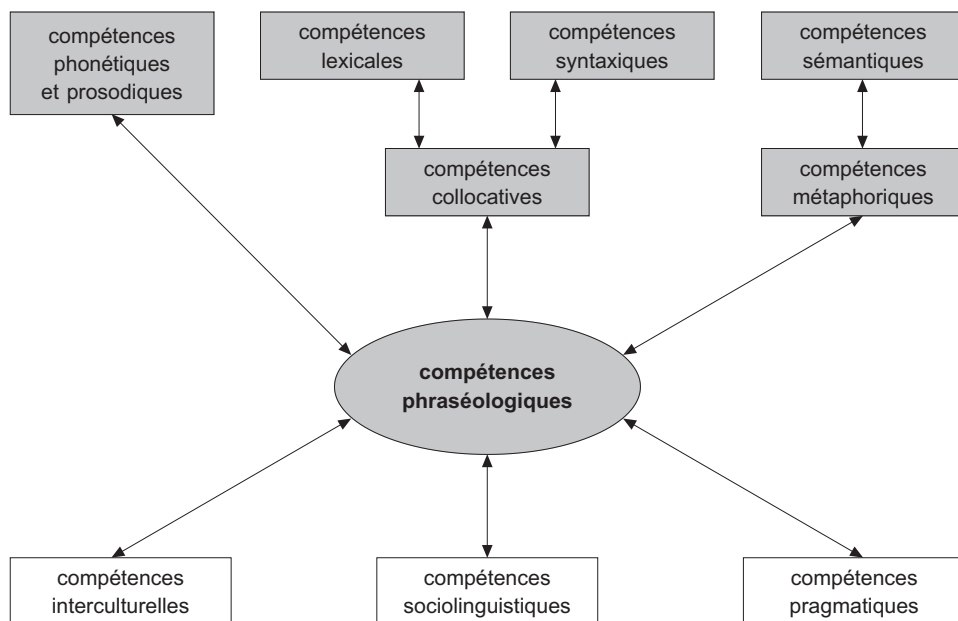 compétences
phonétiques
et prosodiques
compétences
lexicales
compétences
syntaxiques
compétences
sémantiques
compétences
collocatives
compétences
métaphoriques
compétences
phraséologiques
compétences
interculturelles
compétences
sociolinguistiques
compétences
pragmatiques